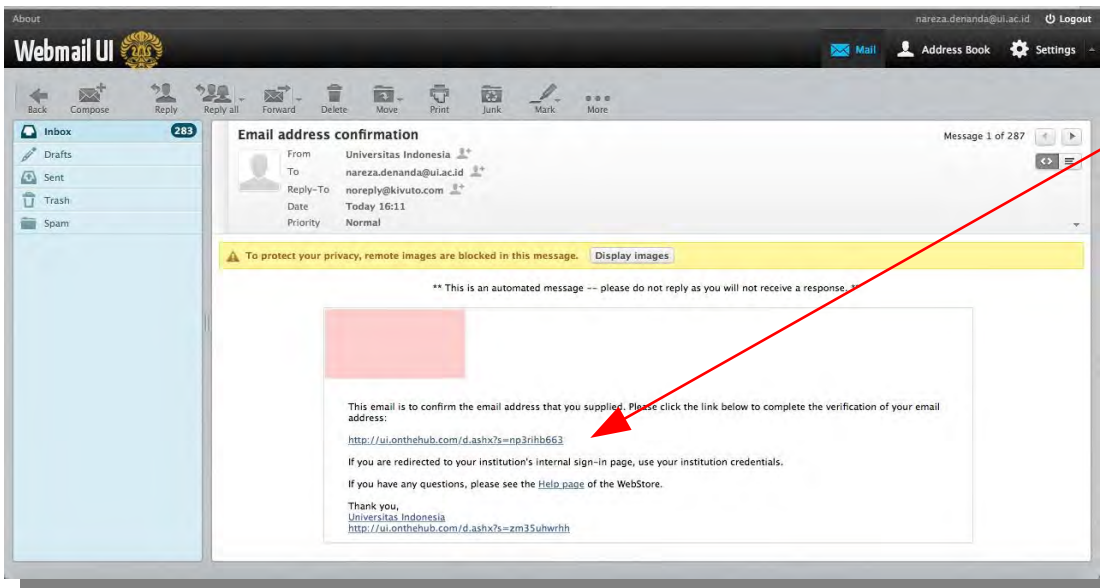 About
nareza.denanda@ui.ac.id Logout
Webmail UI
Mail Address Book Settings
Back Compose Reply Reply all Forward Delete Move Print Junk Mark More
Inbox 283
Drafts
Sent
Trash
Spam
Email address confirmation
Message 1 of 287
From Universitas Indonesia
To nareza.denanda@ui.ac.id
Reply-To noreply@kivuto.com
Date Today 16:11
Priority Normal
To protect your privacy, remote images are blocked in this message. Display images
** This is an automated message -- please do not reply as you will not receive a response. **
This email is to confirm the email address that you supplied. Please click the link below to complete the verification of your email
address:
http://ui.onthehub.com/d.ashx?s=np3rihb663
If you are redirected to your institution's internal sign-in page, use your institution credentials.
If you have any questions, please see the Help page of the WebStore.
Thank you,
Universitas Indonesia
http://ui.onthehub.com/d.ashx?s=zm35uhwrhh